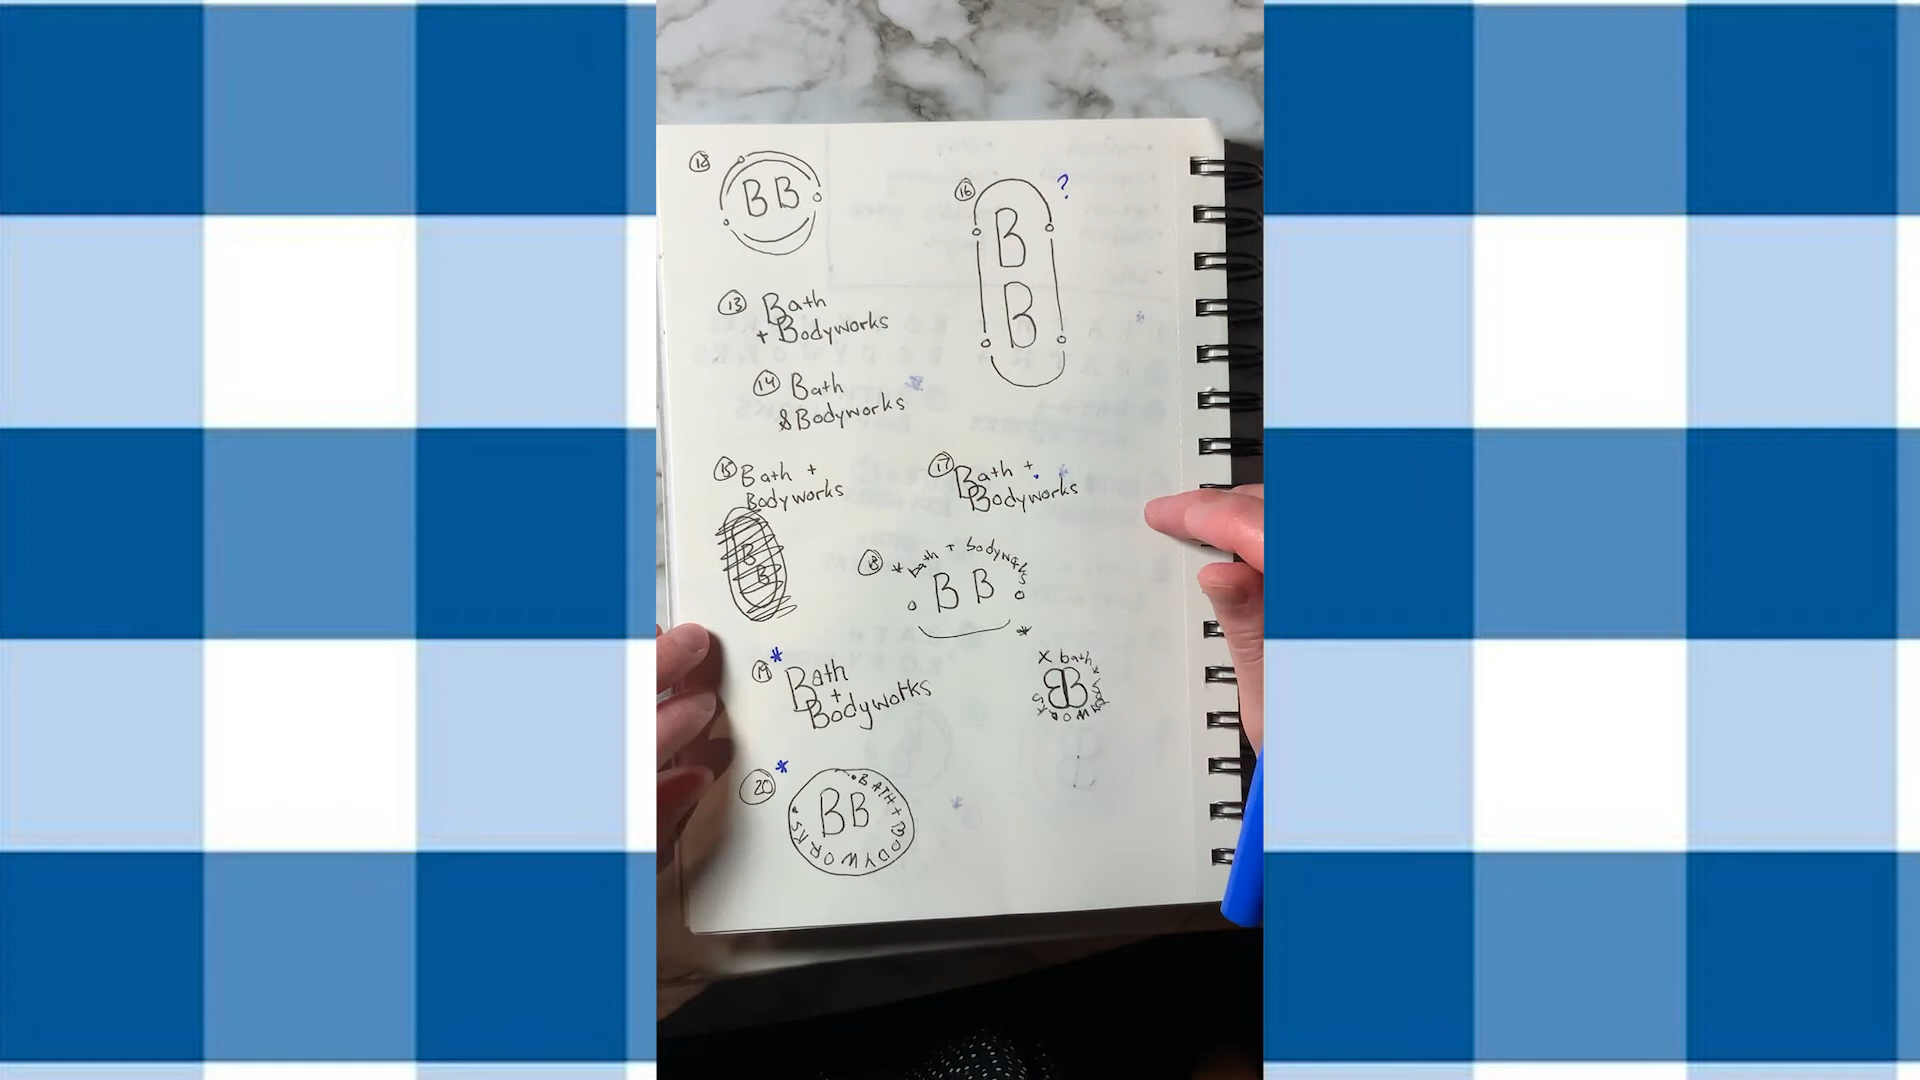 12
BB
13 Bath
+ Bodyworks
14 Bath
& Bodyworks
15 Bath +
Bodyworks
B
B
16 ?
B
B
17 Bath +
Bodyworks
18 * bath + bodyworks
BB
*
19 * Bath
+
Bodyworks
X bath
BB
20 *
BB
• BATH + BODYWORKS